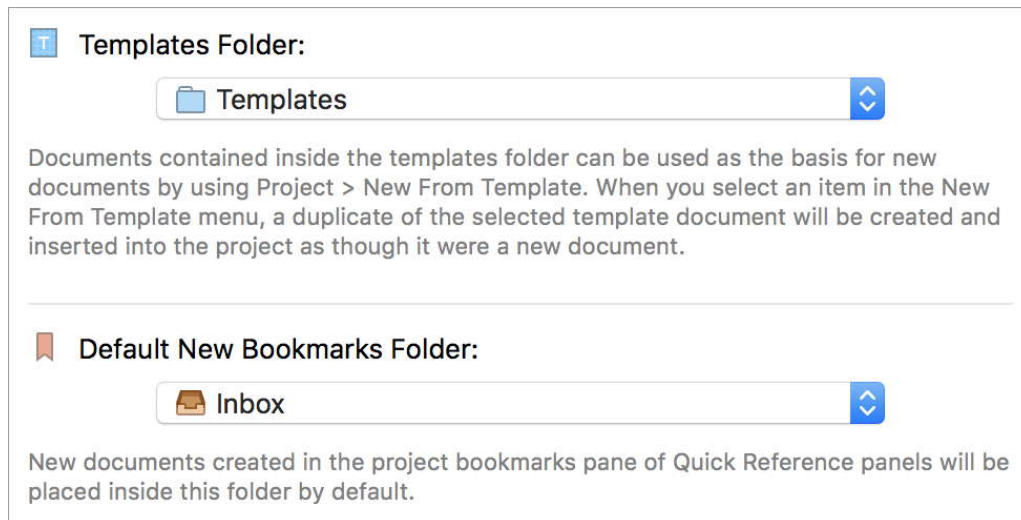 T
Templates Folder:
Templates
Documents contained inside the templates folder can be used as the basis for new
documents by using Project > New From Template. When you select an item in the New
From Template menu, a duplicate of the selected template document will be created and
inserted into the project as though it were a new document.
Default New Bookmarks Folder:
Inbox
New documents created in the project bookmarks pane of Quick Reference panels will be
placed inside this folder by default.